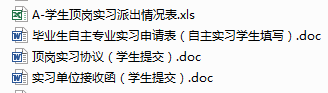 A-学生顶岗实习派出情况表.xls
毕业生自主专业实习申请表（自主实习学生填写）.doc
顶岗实习协议（学生提交）.doc
实习单位接收函（学生提交）.doc